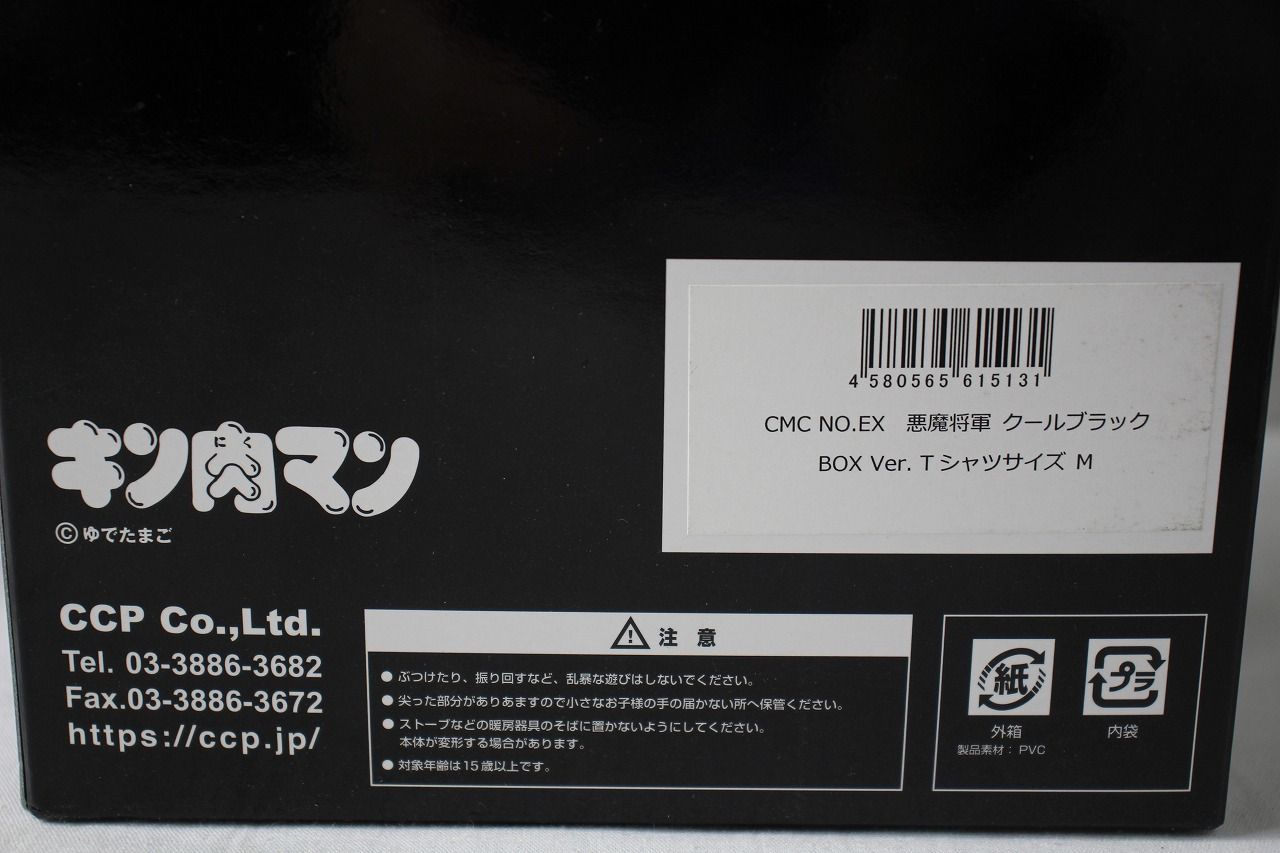 4 580565 615131
CMC NO.EX 悪魔将軍 クールブラック
BOX Ver. Tシャツサイズ M
キン肉マン
にく
©ゆでたまご
CCP Co.,Ltd.
Tel. 03-3886-3682
Fax.03-3886-3672
https://ccp.jp/
注 意
● ぶつけたり、振り回すなど、乱暴な遊びはしないでください。
● 尖った部分がありあますので小さなお子様の手の届かない所へ保管ください。
● ストーブなどの暖房器具のそばに置かないようにしてください。
本体が変形する場合があります。
● 対象年齢は15歳以上です。
紙
外箱
製品素材：PVC
プラ
内袋